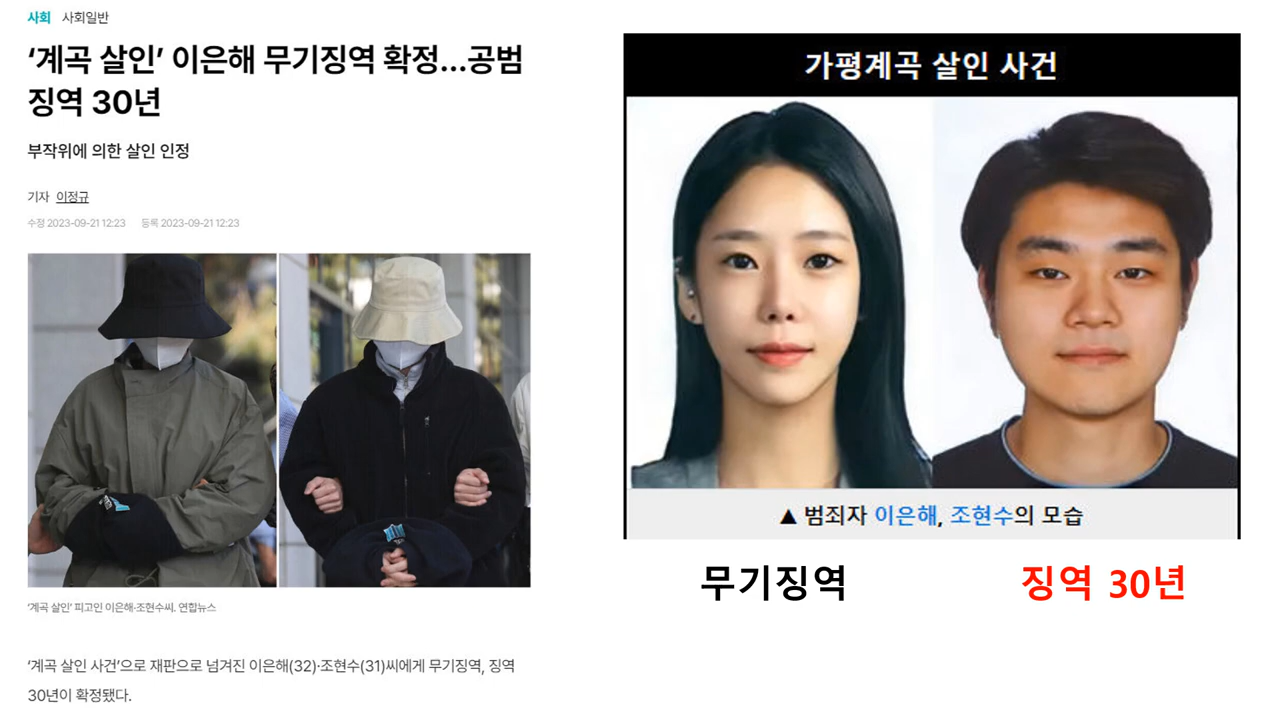 사회 사회일반
‘계곡 살인’ 이은해 무기징역 확정…공범
징역 30년
부작위에 의한 살인 인정
기자 이정규
수정 2023-09-21 12:23 등록 2023-09-21 12:23
‘계곡 살인’ 피고인 이은해·조현수씨. 연합뉴스
‘계곡 살인 사건’으로 재판으로 넘겨진 이은해(32)·조현수(31)씨에게 무기징역, 징역
30년이 확정됐다.
가평계곡 살인 사건
▲ 범죄자 이은해, 조현수의 모습
무기징역
징역 30년